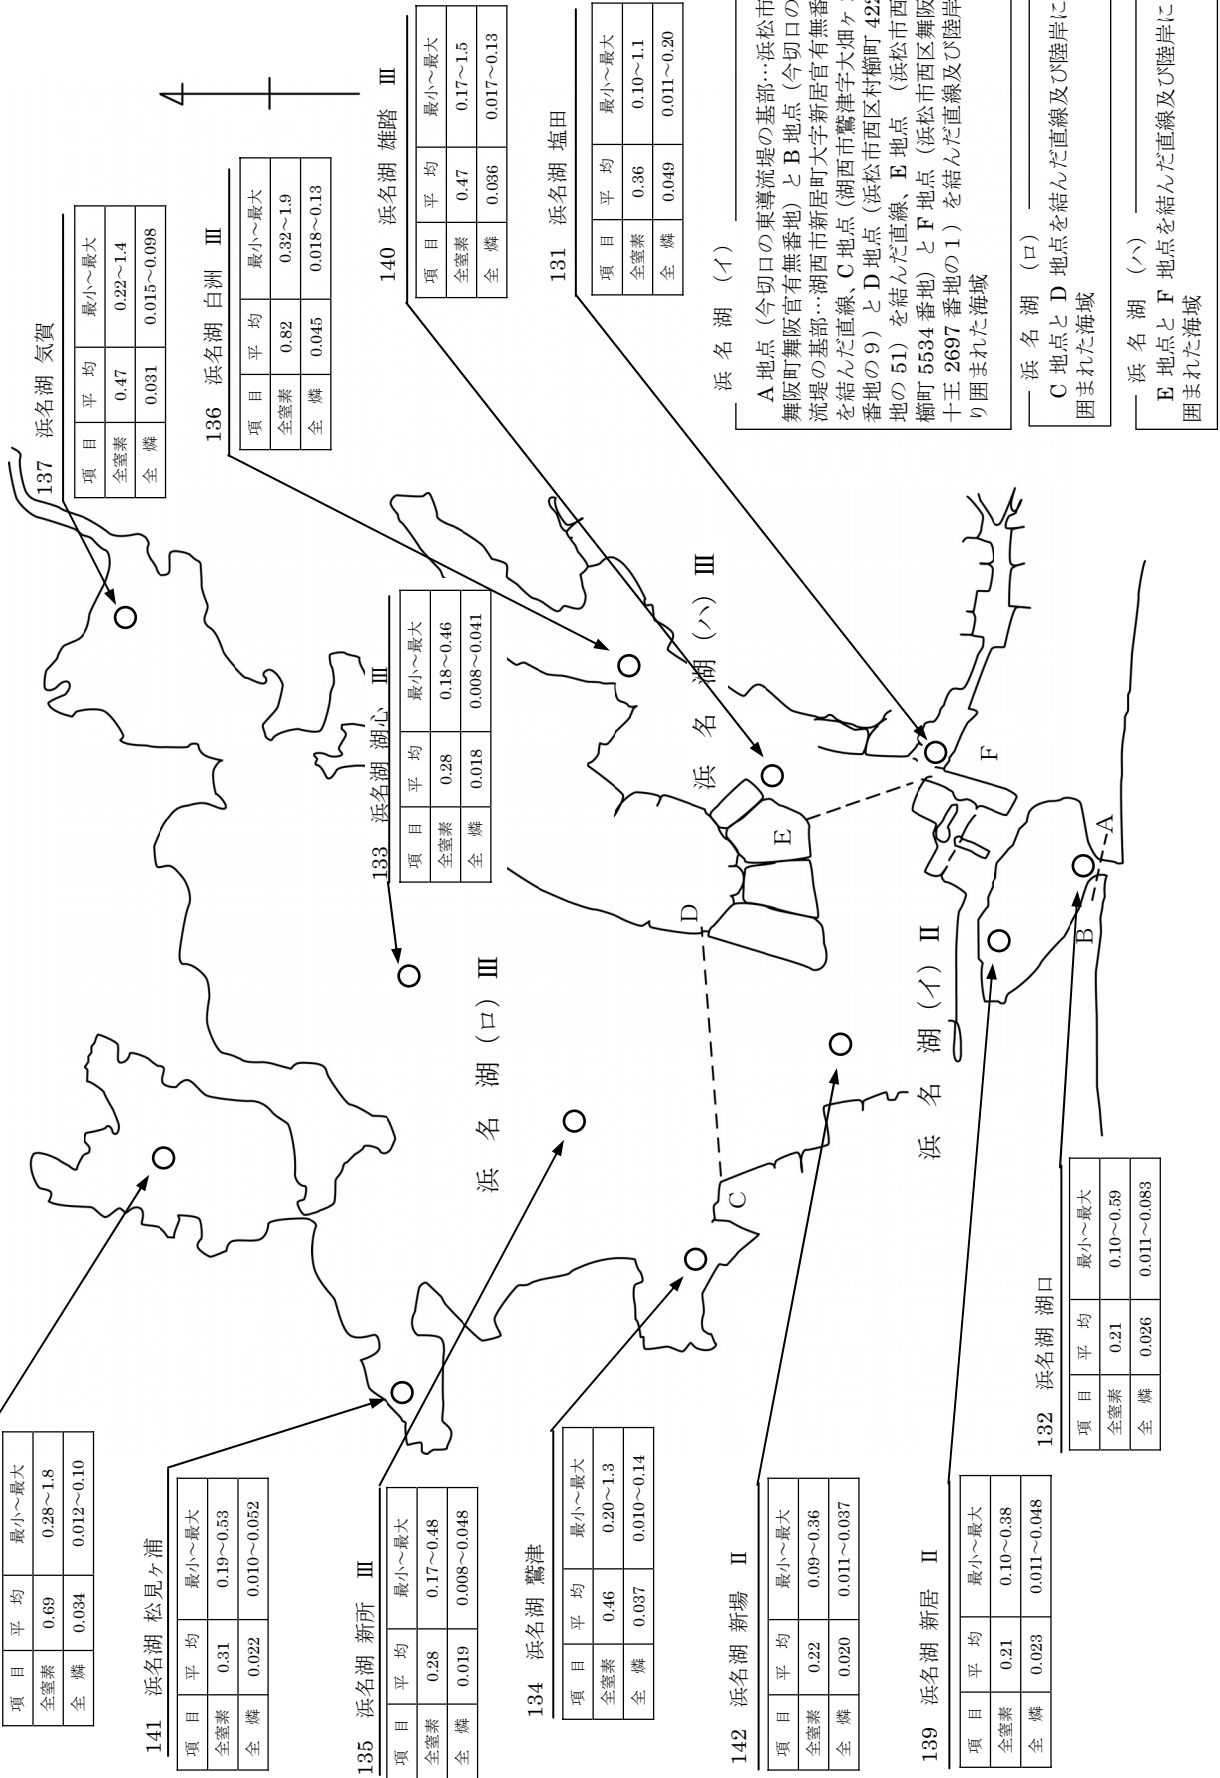 項 目 平 均 最小～最大
全窒素 0.69 0.28～1.8
全 燐 0.034 0.012～0.10
141 浜名湖 松見ヶ浦
項 目 平 均 最小～最大
全窒素 0.31 0.19～0.53
全 燐 0.022 0.010～0.052
135 浜名湖 新所 Ⅲ
項 目 平 均 最小～最大
全窒素 0.28 0.17～0.48
全 燐 0.019 0.008～0.048
134 浜名湖 鷲津
項 目 平 均 最小～最大
全窒素 0.46 0.20～1.3
全 燐 0.037 0.010～0.14
142 浜名湖 新場 Ⅱ
項 目 平 均 最小～最大
全窒素 0.22 0.09～0.36
全 燐 0.020 0.011～0.037
139 浜名湖 新居 Ⅱ
項 目 平 均 最小～最大
全窒素 0.21 0.10～0.38
全 燐 0.023 0.011～0.048
132 浜名湖 湖口
項 目 平 均 最小～最大
全窒素 0.21 0.10～0.59
全 燐 0.026 0.011～0.083
133 浜名湖 湖心 Ⅲ
項 目 平 均 最小～最大
全窒素 0.28 0.18～0.46
全 燐 0.018 0.008～0.041
浜 名 湖（ロ）Ⅲ
浜 名 湖（ハ）Ⅲ
浜 名 湖（イ）Ⅱ
C
D
E
F
A
B
137 浜名湖 気賀
項 目 平 均 最小～最大
全窒素 0.47 0.22～1.4
全 燐 0.031 0.015～0.098
136 浜名湖 白洲 Ⅲ
項 目 平 均 最小～最大
全窒素 0.82 0.32～1.9
全 燐 0.045 0.018～0.13
140 浜名湖 雄踏 Ⅲ
項 目 平 均 最小～最大
全窒素 0.47 0.17～1.5
全 燐 0.036 0.017～0.13
131 浜名湖 塩田
項 目 平 均 最小～最大
全窒素 0.36 0.10～1.1
全 燐 0.049 0.011～0.20
浜 名 湖 （イ）
A 地点（今切口の東導流堤の基部…浜松市
舞阪町舞阪官有無番地）と B 地点（今切口の
流堤の基部…湖西市新居町大字新居官有無番
を結んだ直線、C 地点（湖西市鷲津字大畑ヶ
番地の９）と D 地点（浜松市西区村櫛町 422
地の 51）を結んだ直線、E 地点 （浜松市西
櫛町 5534 番地）と F 地点（浜松市西区舞阪
十王 2697 番地の１）を結んだ直線及び陸岸
り囲まれた海域
浜 名 湖 （ロ）
C 地点と D 地点を結んだ直線及び陸岸に
囲まれた海域
浜 名 湖 （ハ）
E 地点と F 地点を結んだ直線及び陸岸に
囲まれた海域